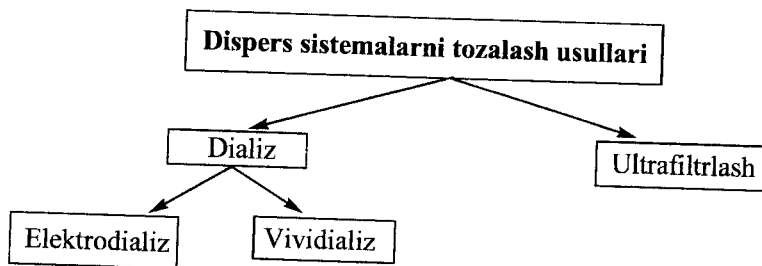 Dispers sistemalarni tozalash usullari
Dializ
Ultrafiltrlash
Elektrodializ
Vividializ